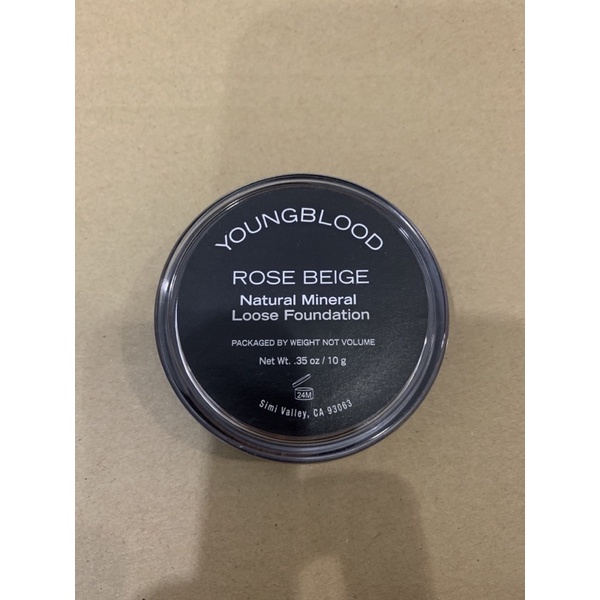 YOUNGBLOOD
ROSE BEIGE
Natural Mineral
Loose Foundation
PACKAGED BY WEIGHT NOT VOLUME
Net Wt. .35 oz / 10 g
24M
Simi Valley, CA 93063